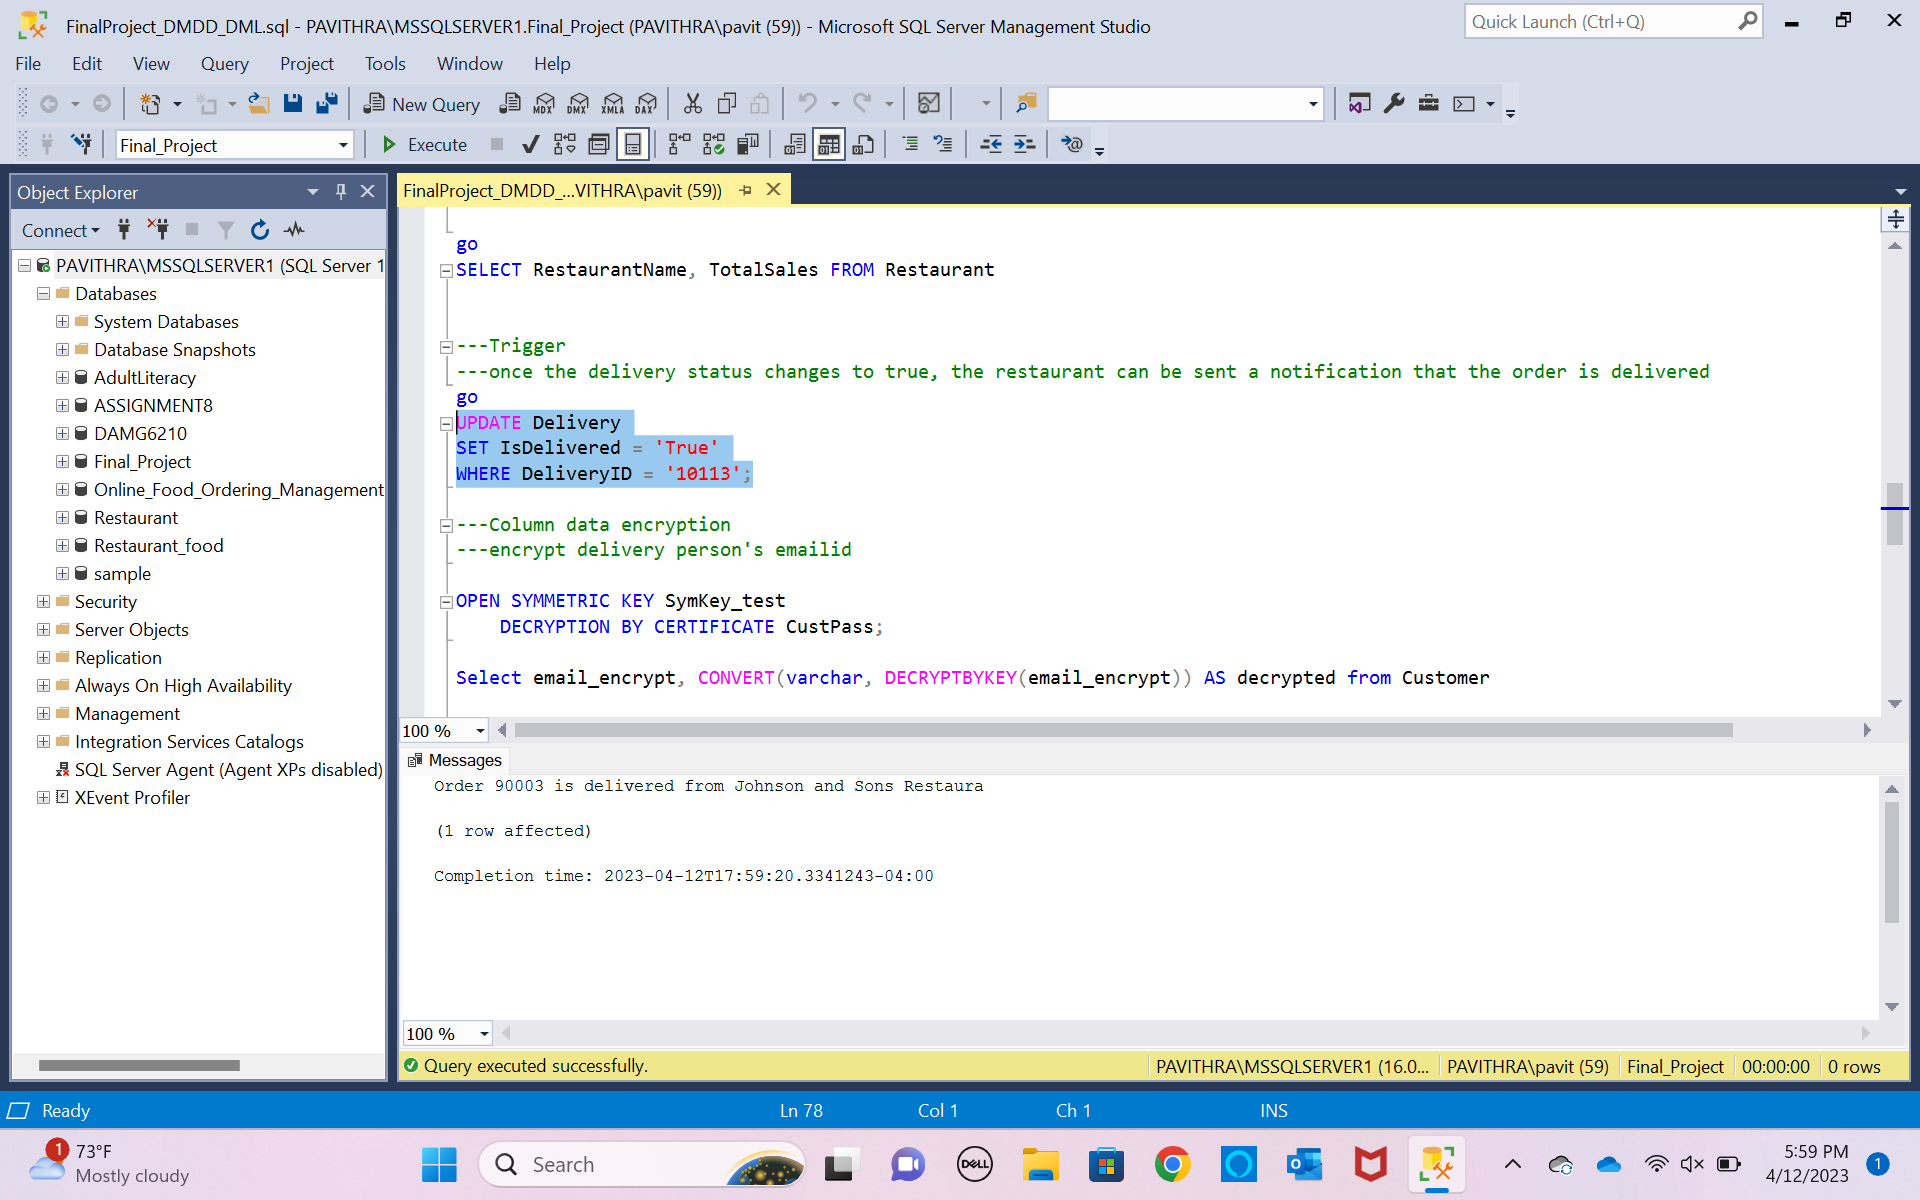 FinalProject_DMDD_DML.sql - PAVITHRA\MSSQLSERVER1.Final_Project (PAVITHRA\pavit (59)) - Microsoft SQL Server Management Studio
Quick Launch (Ctrl+Q)
File Edit View Query Project Tools Window Help
New Query
MDX DMX XMLA DAX
Final_Project
Execute
Object Explorer
Connect
PAVITHRA\MSSQLSERVER1 (SQL Server 1
Databases
System Databases
Database Snapshots
AdultLiteracy
ASSIGNMENT8
DAMG6210
Final_Project
Online_Food_Ordering_Management
Restaurant
Restaurant_food
sample
Security
Server Objects
Replication
Always On High Availability
Management
Integration Services Catalogs
SQL Server Agent (Agent XPs disabled)
XEvent Profiler
FinalProject_DMDD_...VITHRA\pavit (59))
go
SELECT RestaurantName, TotalSales FROM Restaurant
---Trigger
---once the delivery status changes to true, the restaurant can be sent a notification that the order is delivered
go
UPDATE Delivery
SET IsDelivered = 'True'
WHERE DeliveryID = '10113';
---Column data encryption
---encrypt delivery person's emailid
OPEN SYMMETRIC KEY SymKey_test
DECRYPTION BY CERTIFICATE CustPass;
Select email_encrypt, CONVERT(varchar, DECRYPTBYKEY(email_encrypt)) AS decrypted from Customer
100 %
Messages
Order 90003 is delivered from Johnson and Sons Restaura
(1 row affected)
Completion time: 2023-04-12T17:59:20.3341243-04:00
100 %
Query executed successfully.
PAVITHRA\MSSQLSERVER1 (16.0... PAVITHRA\pavit (59) Final_Project 00:00:00 0 rows
Ready
Ln 78
Col 1
Ch 1
INS
1
73°F
Mostly cloudy
Search
DELL
5:59 PM
4/12/2023
1